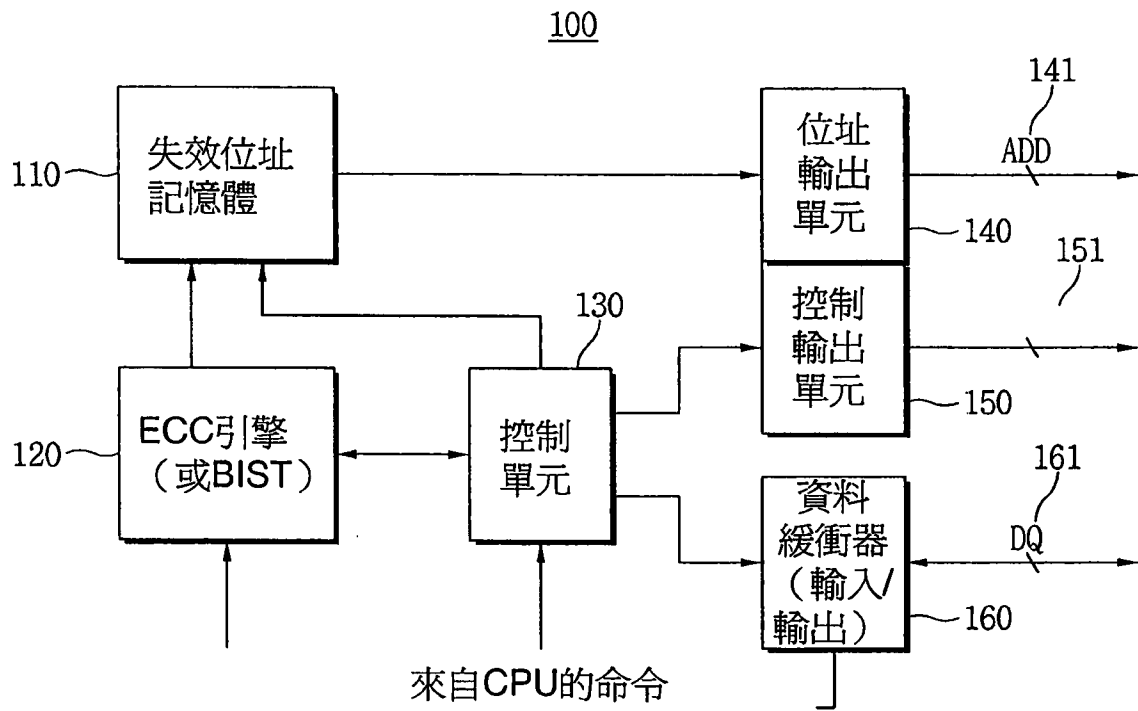 100
失效位址
記憶體
110
位址
輸出
單元
140
141
ADD
控制
輸出
單元
150
151
130
ECC引擎
（或BIST）
120
控制
單元
資料
緩衝器
（輸入/
輸出）
160
161
DQ
來自CPU的命令